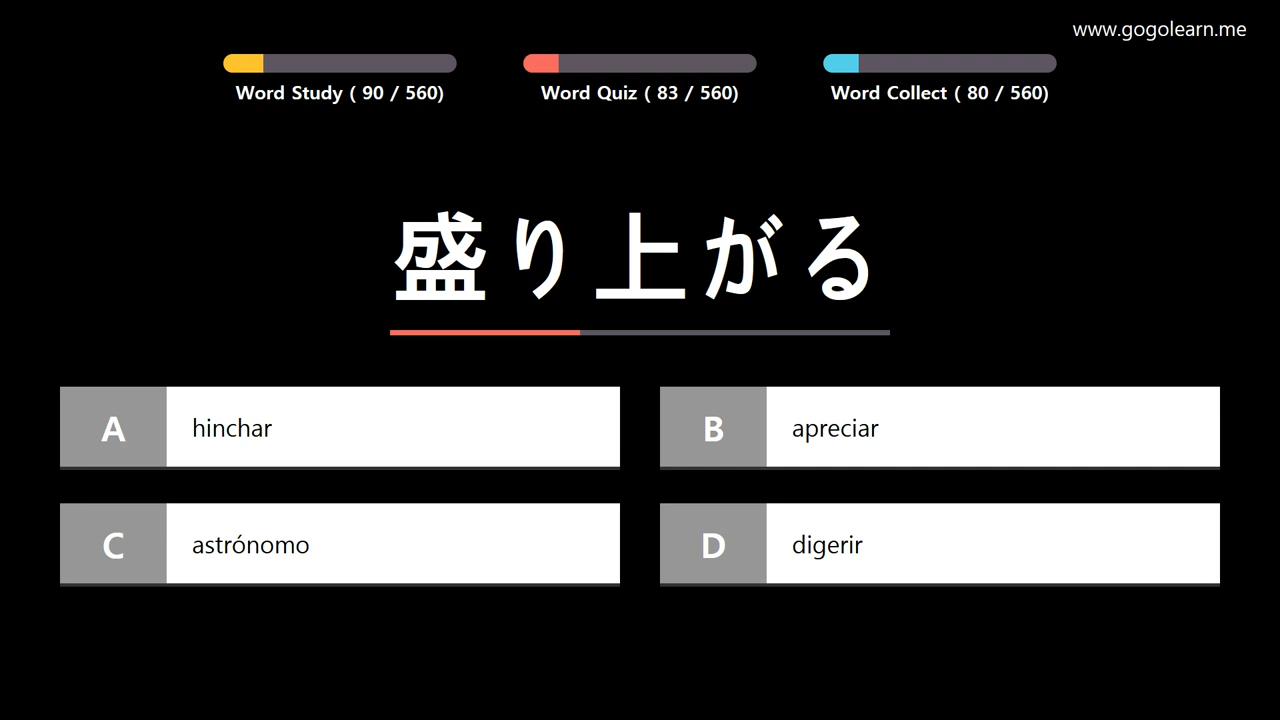 www.gogolearn.me
Word Study ( 90 / 560)
Word Quiz ( 83 / 560)
Word Collect ( 80 / 560)
盛り上がる
A hinchar
B apreciar
C astrónomo
D digerir